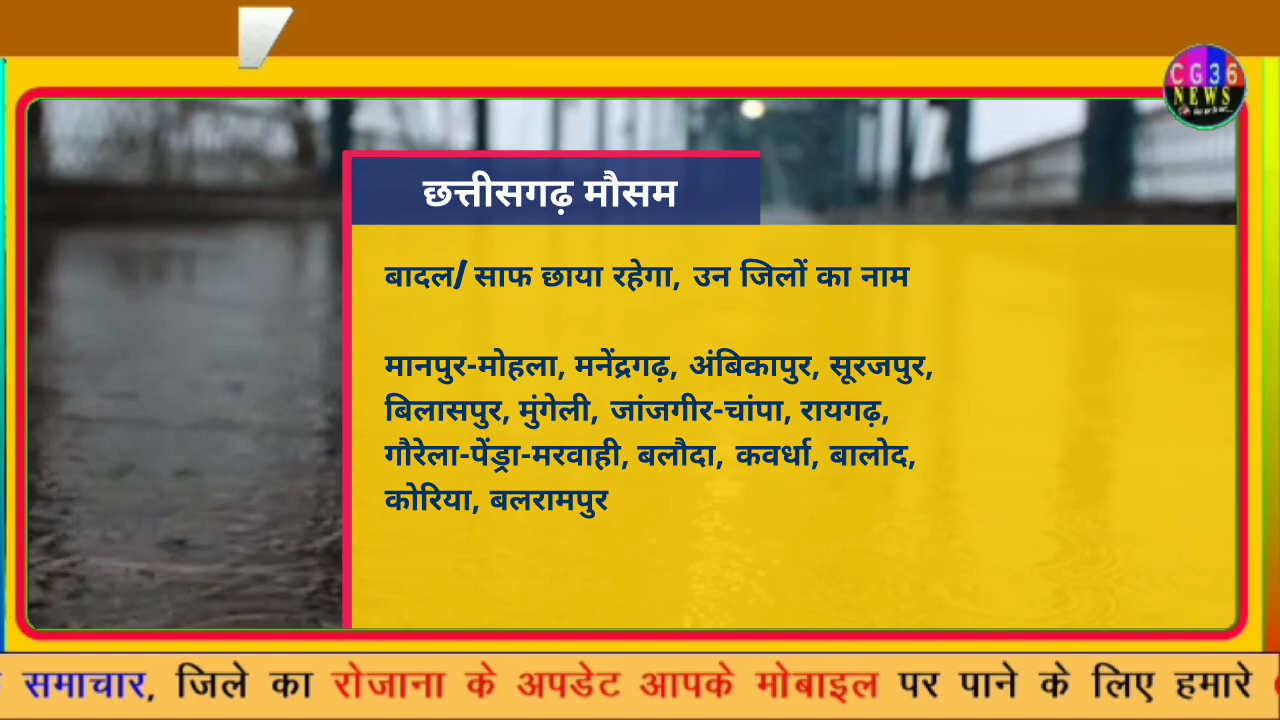 CG36
NEWS
छत्तीसगढ़ मौसम
बादल/ साफ छाया रहेगा, उन जिलों का नाम
मानपुर-मोहला, मनेंद्रगढ़, अंबिकापुर, सूरजपुर,
बिलासपुर, मुंगेली, जांजगीर-चांपा, रायगढ़,
गौरेला-पेंड्रा-मरवाही, बलौदा, कवर्धा, बालोद,
कोरिया, बलरामपुर
समाचार, जिले का रोजाना के अपडेट आपके मोबाइल पर पाने के लिए हमारे